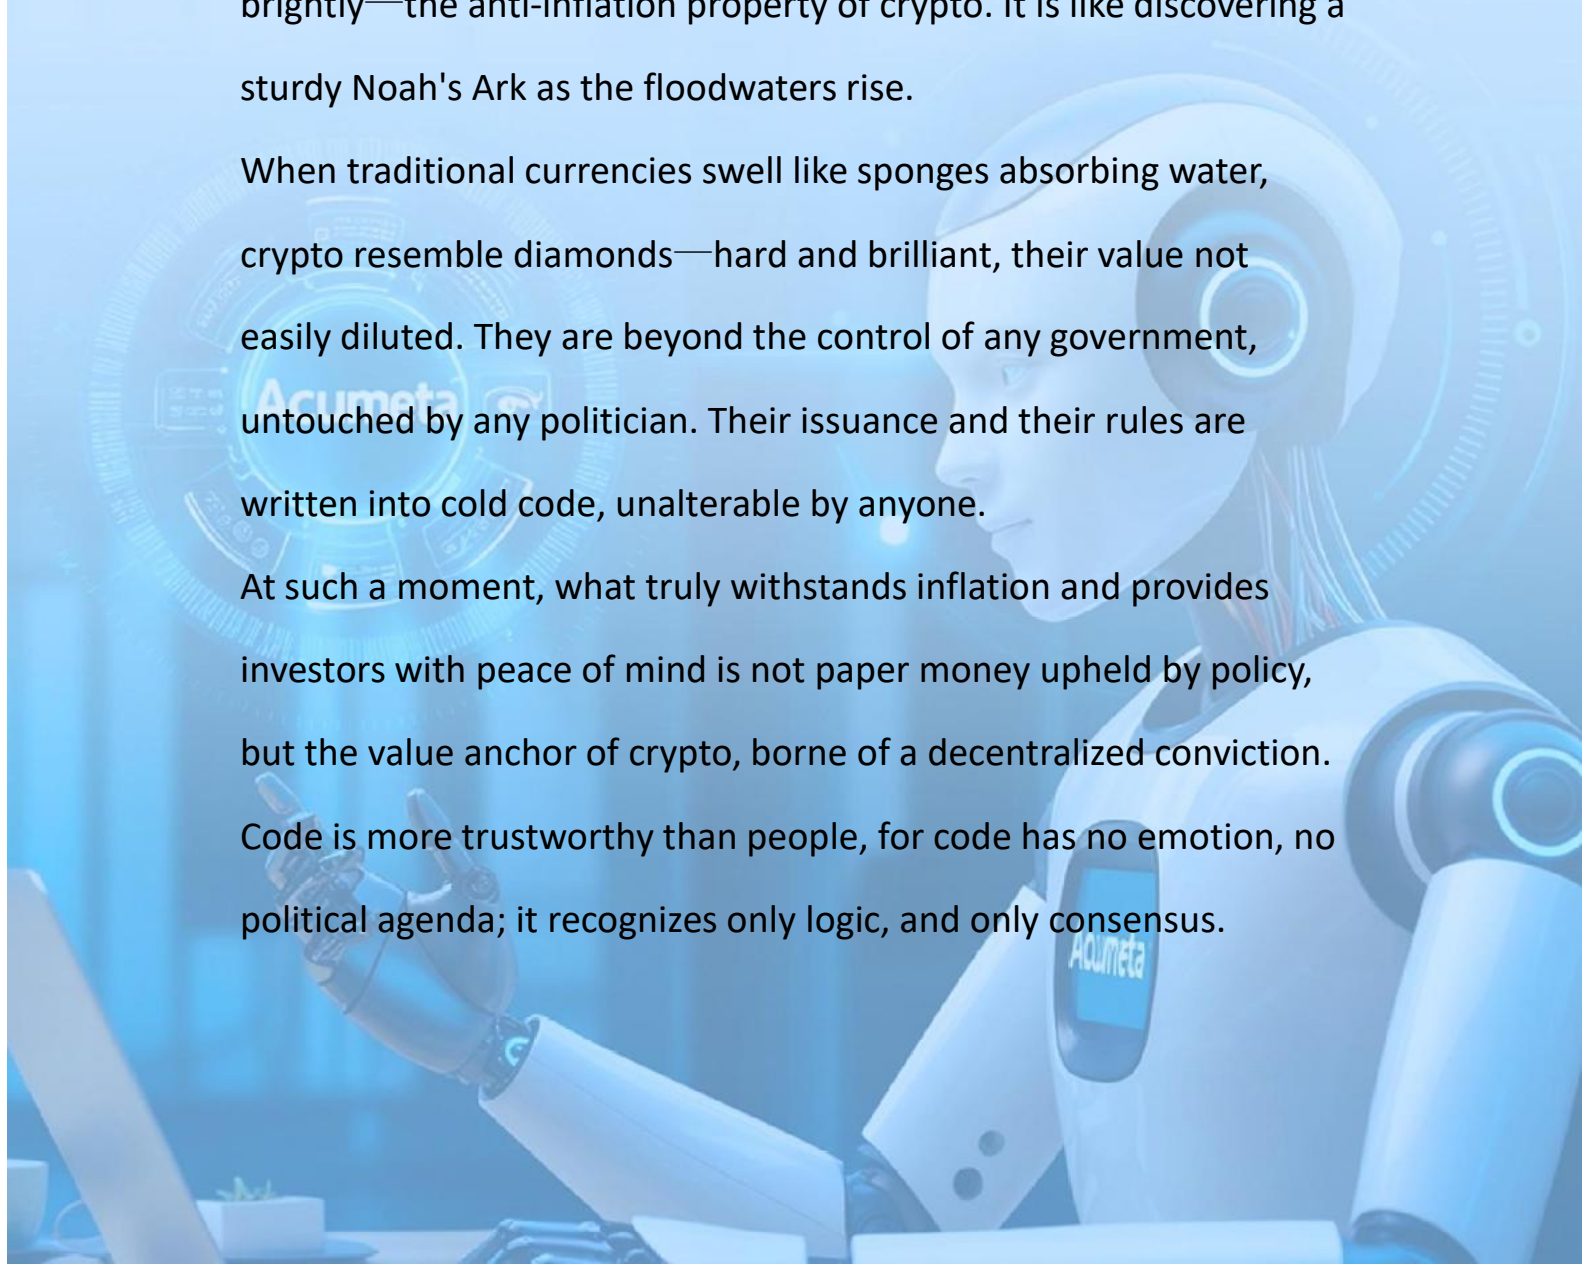 brightly—the anti-inflation property of crypto. It is like discovering a
sturdy Noah's Ark as the floodwaters rise.
When traditional currencies swell like sponges absorbing water,
crypto resemble diamonds—hard and brilliant, their value not
easily diluted. They are beyond the control of any government,
Acumeta
untouched by any politician. Their issuance and their rules are
written into cold code, unalterable by anyone.
At such a moment, what truly withstands inflation and provides
investors with peace of mind is not paper money upheld by policy,
but the value anchor of crypto, borne of a decentralized conviction.
Code is more trustworthy than people, for code has no emotion, no
political agenda; it recognizes only logic, and only consensus.
Acumeta